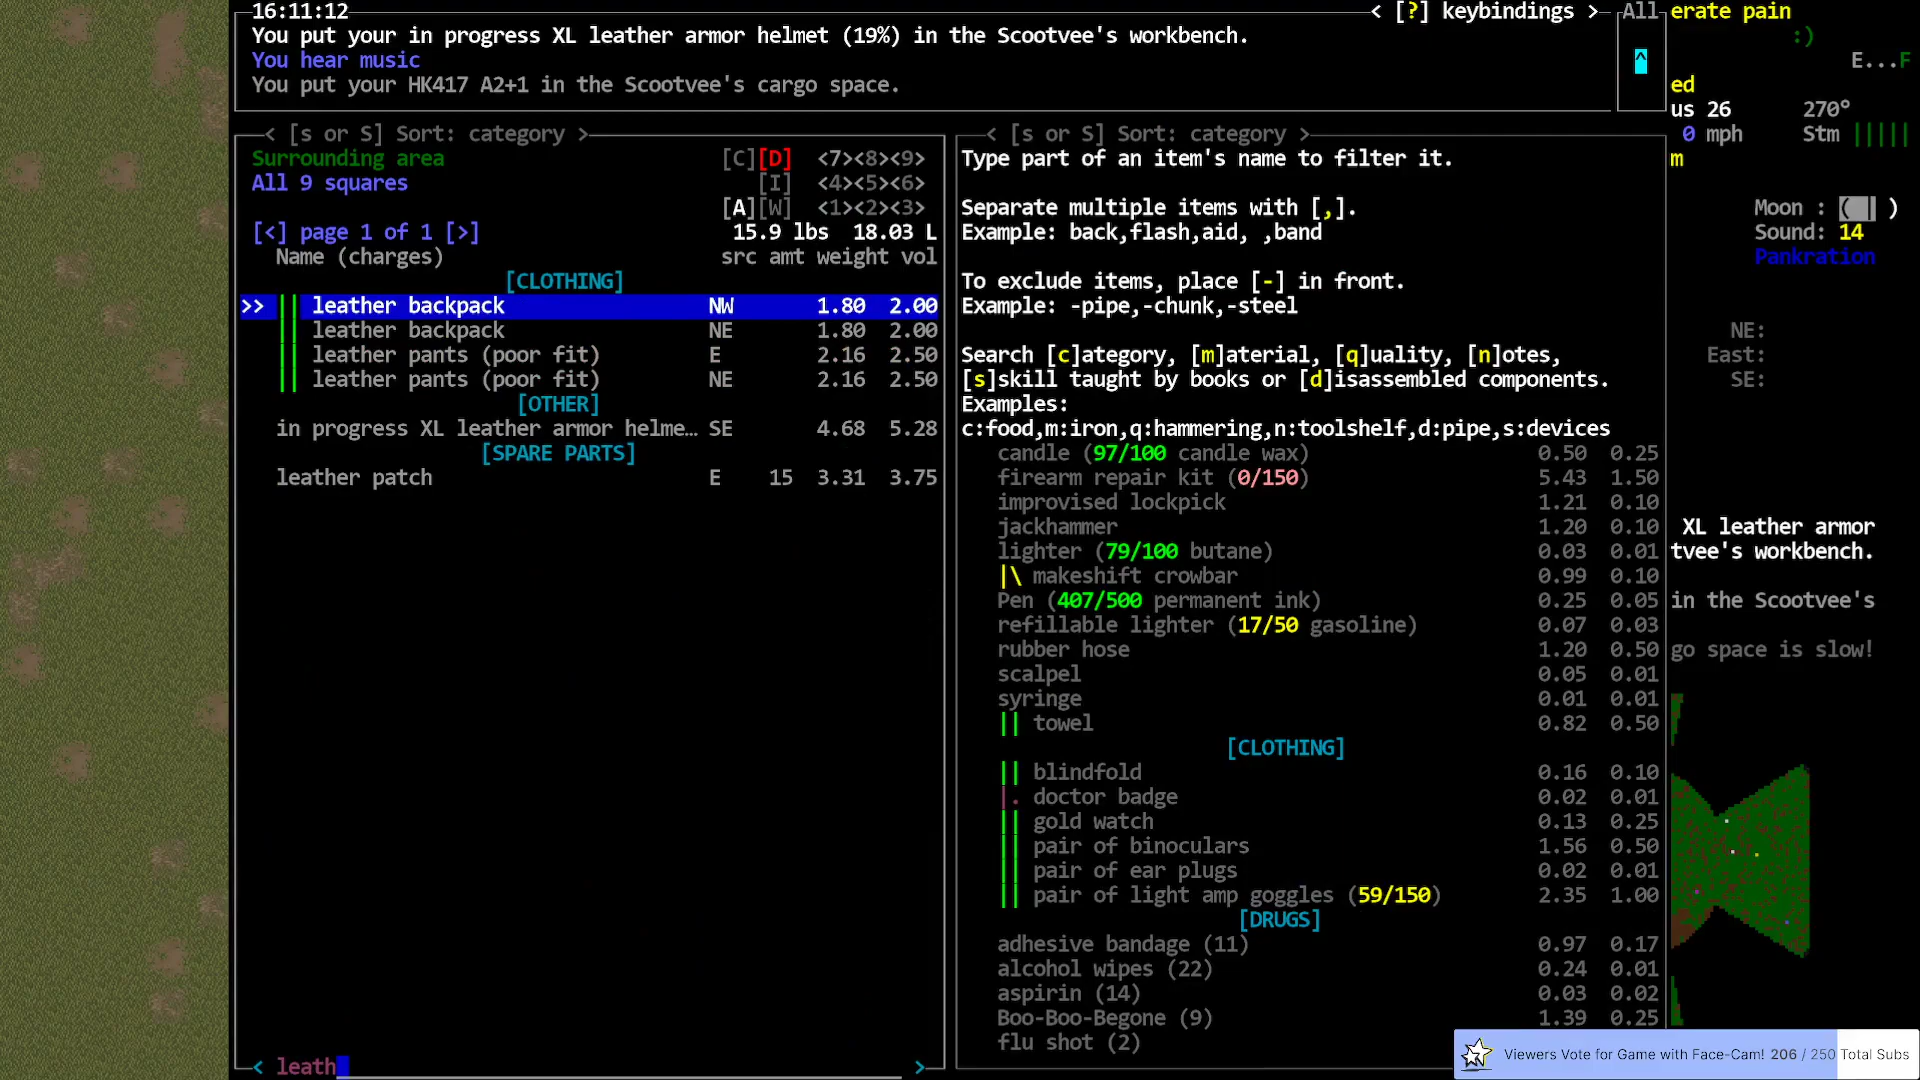 16:11:12
< [?] keybindings >
All
erate pain
You put your in progress XL leather armor helmet (19%) in the Scootvee's workbench.
:)
You hear music
^
E...F
You put your HK417 A2+1 in the Scootvee's cargo space.
ed
us 26 270°
< [s or S] Sort: category >
< [s or S] Sort: category >
0 mph Stm |||||
Surrounding area [C][D] <7><8><9>
Type part of an item's name to filter it.
m
All 9 squares [I] <4><5><6>
[A][W] <1><2><3>
Separate multiple items with [,].
Moon : ( )
[<] page 1 of 1 [>] 15.9 lbs 18.03 L
Example: back,flash,aid, ,band
Sound: 14
Name (charges) src amt weight vol
Pankration
[CLOTHING]
To exclude items, place [-] in front.
>> || leather backpack NW 1.80 2.00
Example: -pipe,-chunk,-steel
|| leather backpack NE 1.80 2.00
NE:
|| leather pants (poor fit) E 2.16 2.50
Search [c]ategory, [m]aterial, [q]uality, [n]otes,
East:
|| leather pants (poor fit) NE 2.16 2.50
[s]skill taught by books or [d]isassembled components.
SE:
[OTHER]
Examples:
in progress XL leather armor helme… SE 4.68 5.28
c:food,m:iron,q:hammering,n:toolshelf,d:pipe,s:devices
[SPARE PARTS]
candle (97/100 candle wax) 0.50 0.25
leather patch E 15 3.31 3.75
firearm repair kit (0/150) 5.43 1.50
improvised lockpick 1.21 0.10
jackhammer 1.20 0.10
XL leather armor
lighter (79/100 butane) 0.03 0.01
tvee's workbench.
|\ makeshift crowbar 0.99 0.10
Pen (407/500 permanent ink) 0.25 0.05
in the Scootvee's
refillable lighter (17/50 gasoline) 0.07 0.03
rubber hose 1.20 0.50
go space is slow!
scalpel 0.05 0.01
syringe 0.01 0.01
|| towel 0.82 0.50
[CLOTHING]
|| blindfold 0.16 0.10
|. doctor badge 0.02 0.01
|| gold watch 0.13 0.25
|| pair of binoculars 1.56 0.50
|| pair of ear plugs 0.02 0.01
|| pair of light amp goggles (59/150) 2.35 1.00
[DRUGS]
adhesive bandage (11) 0.97 0.17
alcohol wipes (22) 0.24 0.01
aspirin (14) 0.03 0.02
Boo-Boo-Begone (9) 1.39 0.25
flu shot (2)
Viewers Vote for Game with Face-Cam! 206 / 250 Total Subs
< leath >